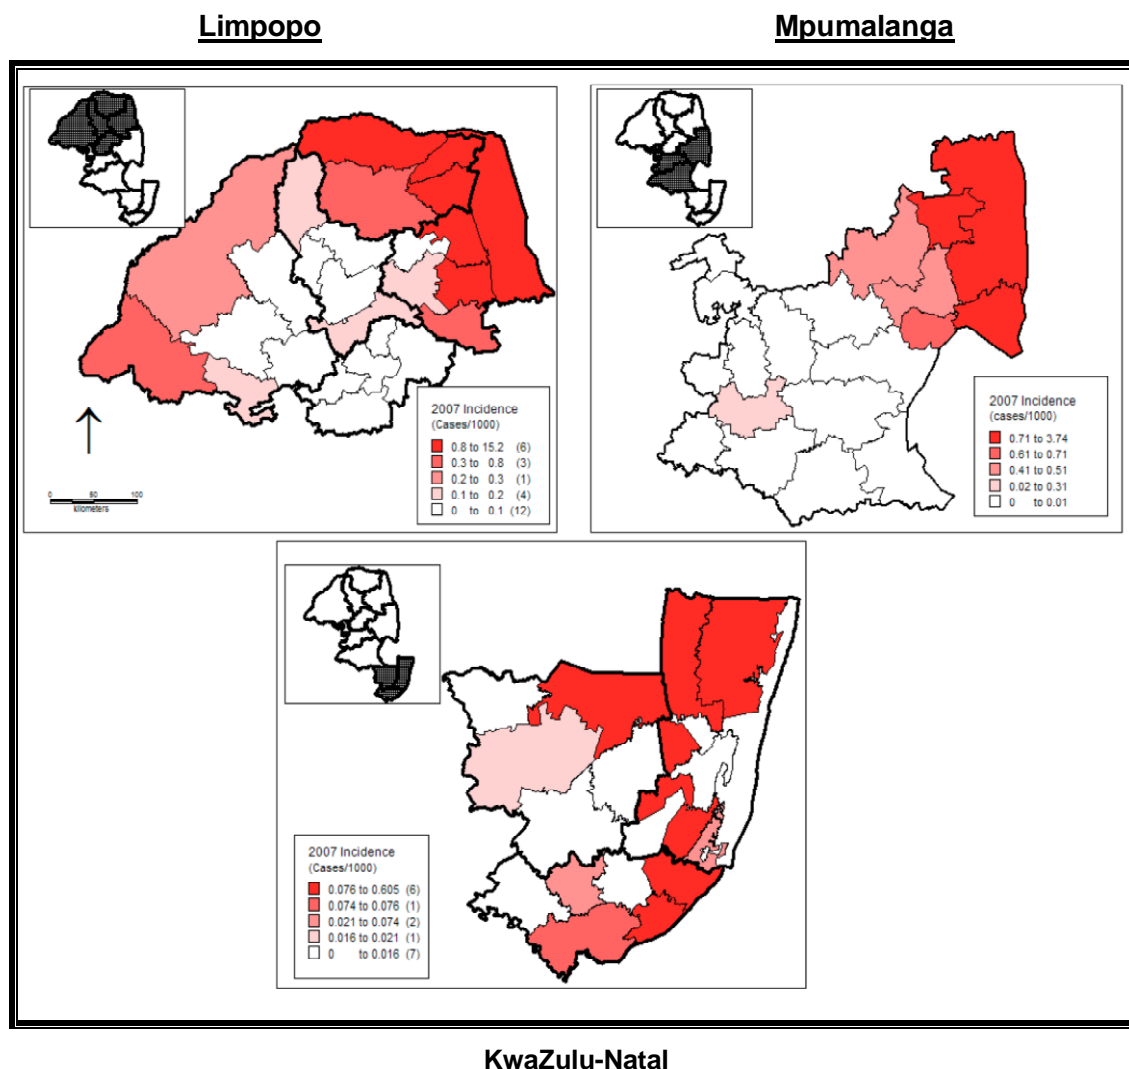 Limpopo
Mpumalanga
2007 Incidence
(Cases/1000)
0.8 to 15.2 (6)
0.3 to 0.8 (3)
0.2 to 0.3 (1)
0.1 to 0.2 (4)
0 to 0.1 (12)
0 90 100
kilometers
2007 Incidence
(cases/1000)
0.71 to 3.74
0.61 to 0.71
0.41 to 0.51
0.02 to 0.31
0 to 0.01
2007 Incidence
(Cases/1000)
0.076 to 0.605 (6)
0.074 to 0.076 (1)
0.021 to 0.074 (2)
0.016 to 0.021 (1)
0 to 0.016 (7)
KwaZulu-Natal